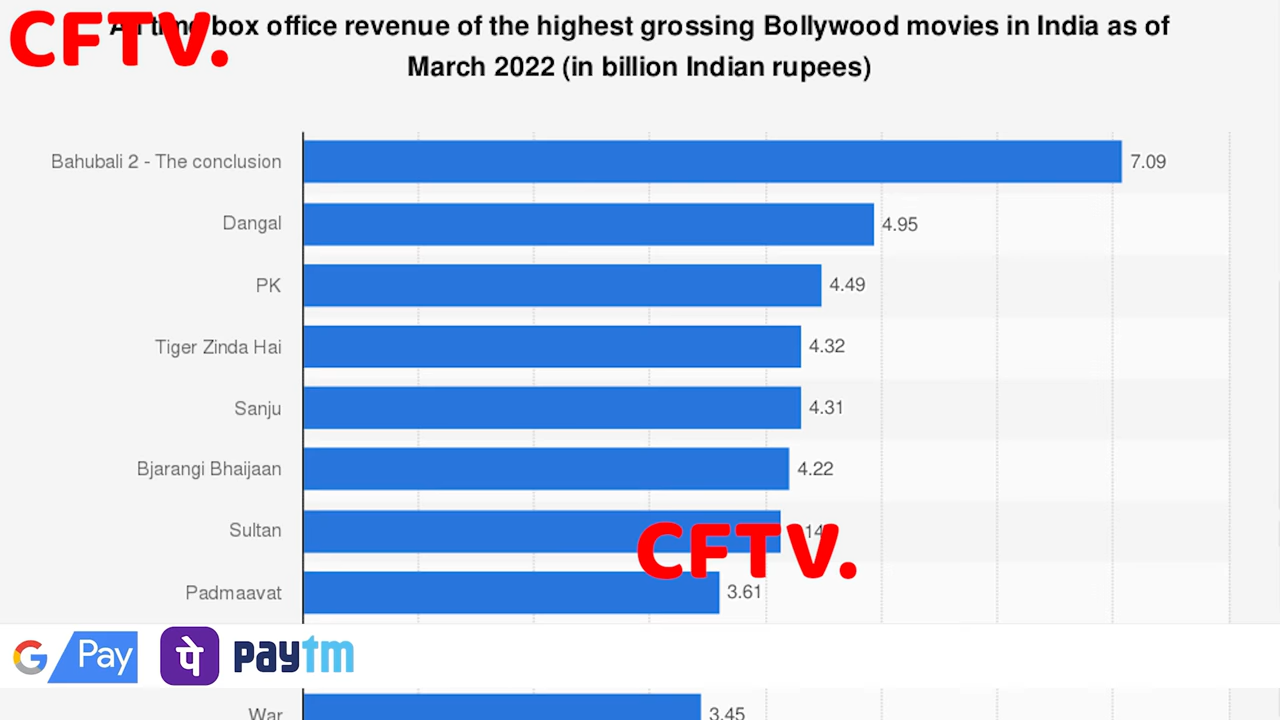 CFTV.
time box office revenue of the highest grossing Bollywood movies in India as of
March 2022 (in billion Indian rupees)
Bahubali 2 - The conclusion 7.09
Dangal 4.95
PK 4.49
Tiger Zinda Hai 4.32
Sanju 4.31
Bjarangi Bhaijaan 4.22
Sultan 14
CFTV.
Padmaavat 3.61
G Pay पे paytm
War 3.45